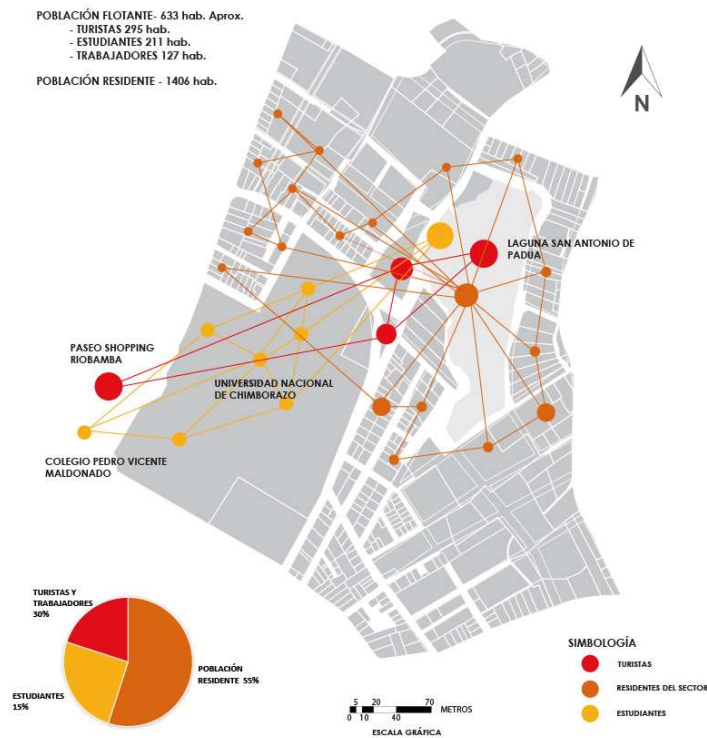 POBLACIÓN FLOTANTE- 633 hab. Aprox.
- TURISTAS 295 hab.
- ESTUDIANTES 211 hab.
- TRABAJADORES 127 hab.
POBLACIÓN RESIDENTE - 1406 hab.
N
LAGUNA SAN ANTONIO DE
PADUA
PASEO SHOPPING
RIOBAMBA
UNIVERSIDAD NACIONAL
DE CHIMBORAZO
COLEGIO PEDRO VICENTE
MALDONADO
TURISTAS Y
TRABAJADORES
30%
POBLACIÓN
RESIDENTE 55%
ESTUDIANTES
15%
SIMBOLOGÍA
TURISTAS
RESIDENTES DEL SECTOR
ESTUDIANTES
5 20 70 METROS
0 10 40
ESCALA GRÁFICA